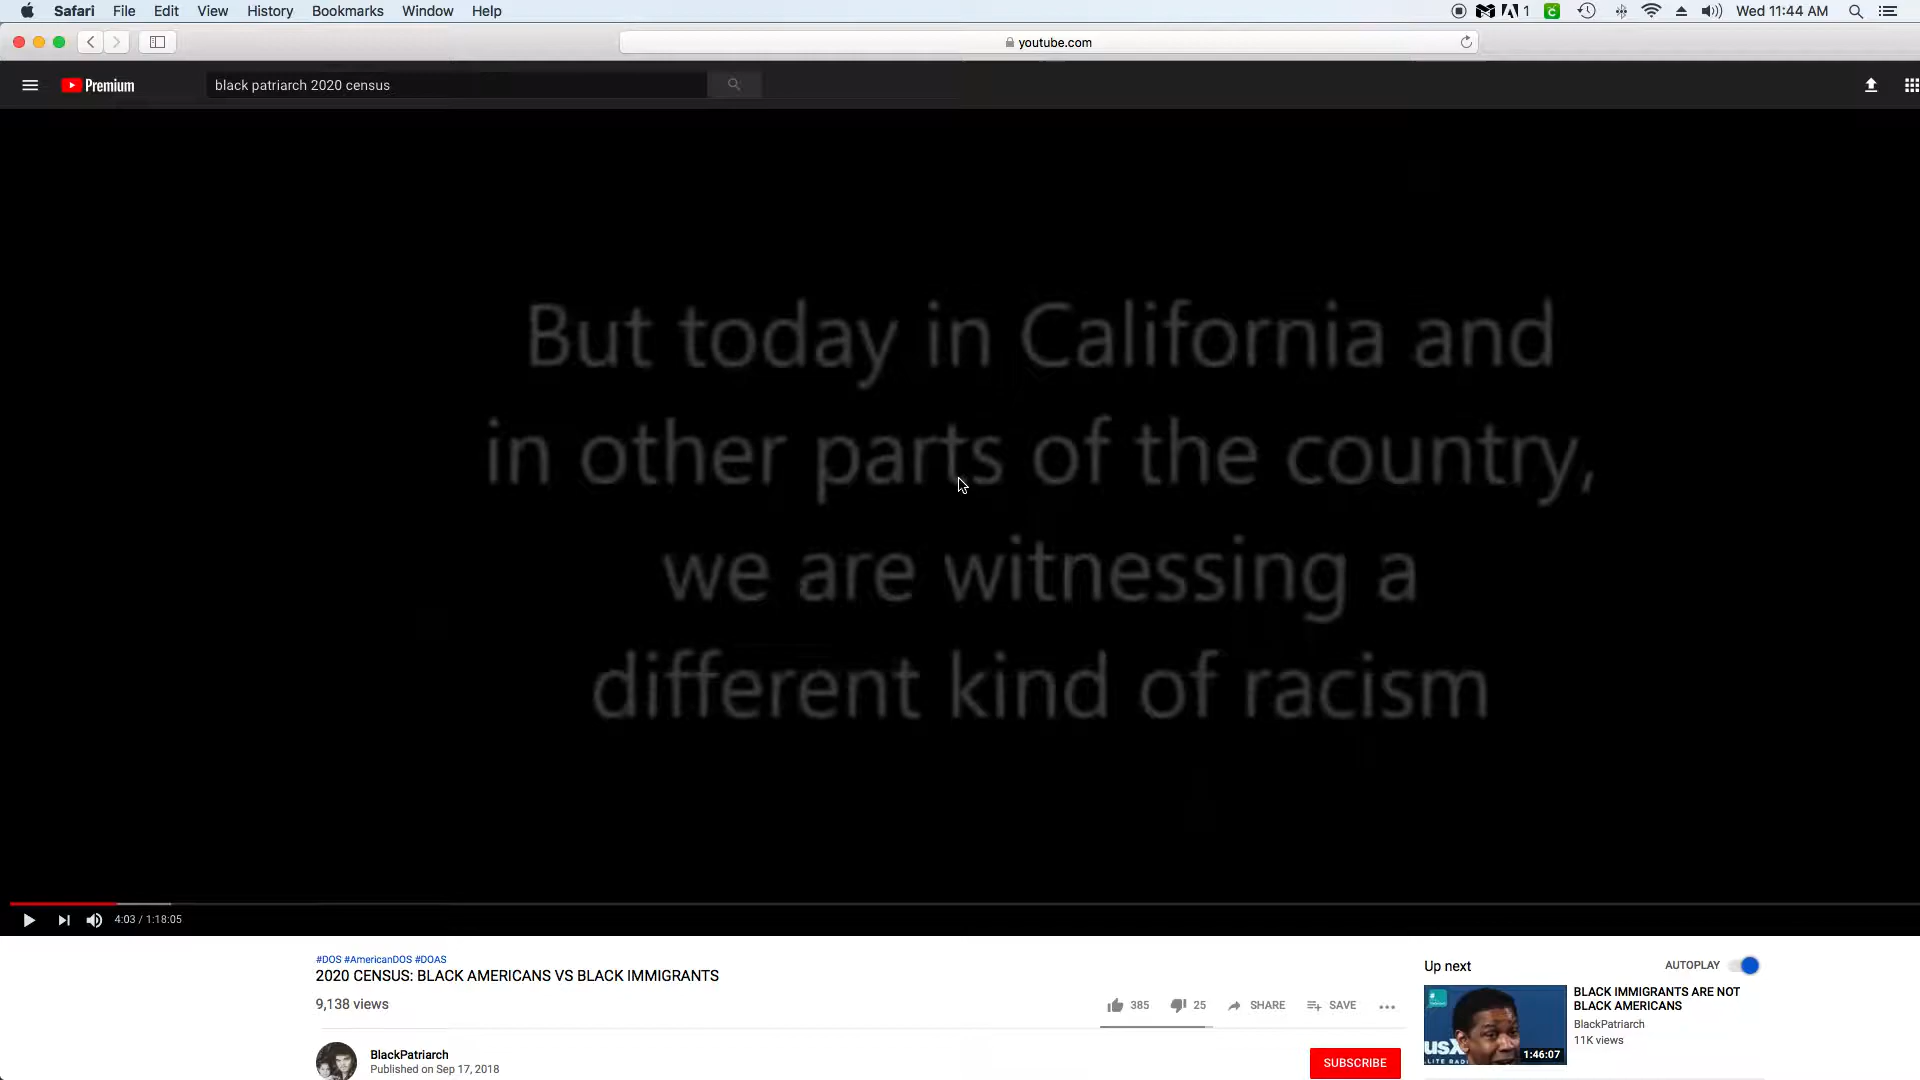 Safari File Edit View History Bookmarks Window Help
1 Wed 11:44 AM
youtube.com
Premium
black patriarch 2020 census
But today in California and
in other parts of the country,
we are witnessing a
different kind of racism
4:03 / 1:18:05
#DOS #AmericanDOS #DOAS
2020 CENSUS: BLACK AMERICANS VS BLACK IMMIGRANTS
9,138 views
385 25 SHARE SAVE
BlackPatriarch
Published on Sep 17, 2018
SUBSCRIBE
Up next AUTOPLAY
1:46:07
BLACK IMMIGRANTS ARE NOT
BLACK AMERICANS
BlackPatriarch
11K views